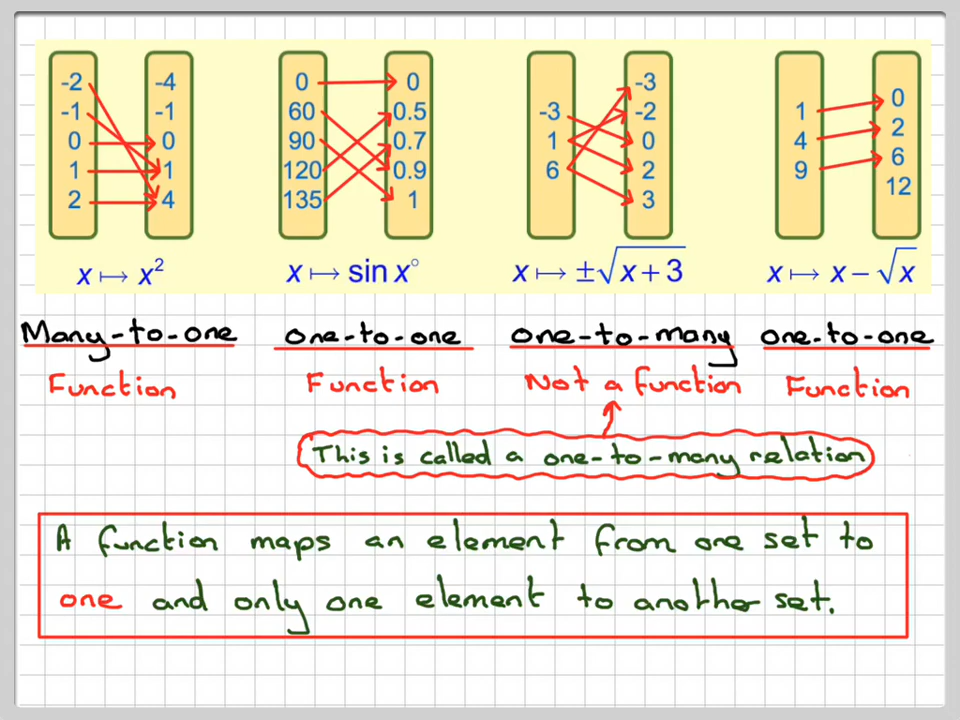 -2 -4 0 0 -3 0
-1 -1 60 0.5 -3 -2 1 2
0 0 90 0.7 1 0 4 6
1 1 120 0.9 6 2 9 12
2 4 135 1 3
x ↦ x² x ↦ sin x° x ↦ ±√x + 3 x ↦ x − √x
Many-to-one one-to-one one-to-many one-to-one
Function Function Not a function Function
This is called a one-to-many relation
A function maps an element from one set to
one and only one element to another set.